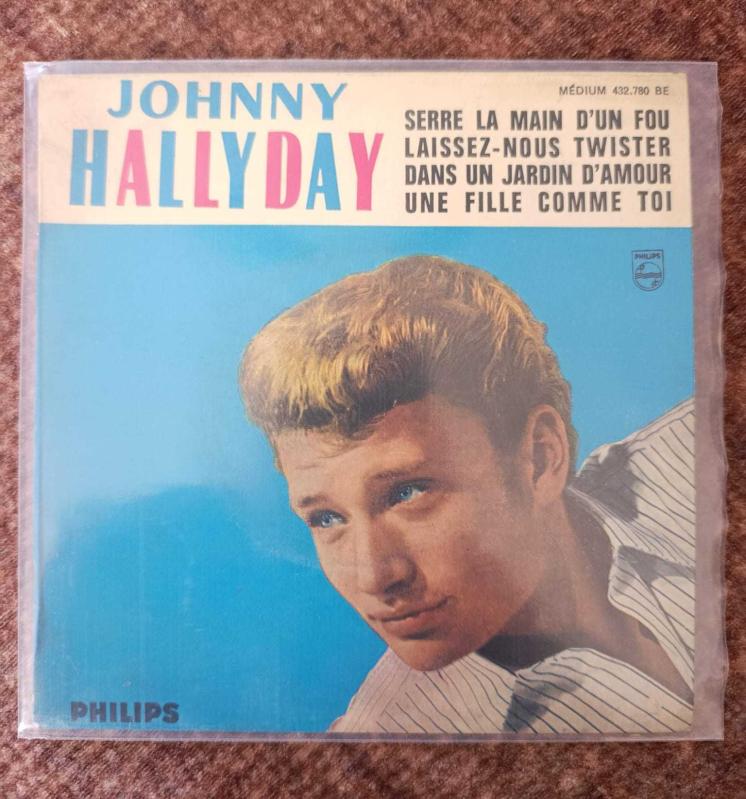 JOHNNY
HALLYDAY
MÉDIUM 432.780 BE
SERRE LA MAIN D'UN FOU
LAISSEZ-NOUS TWISTER
DANS UN JARDIN D'AMOUR
UNE FILLE COMME TOI
PHILIPS
PHILIPS